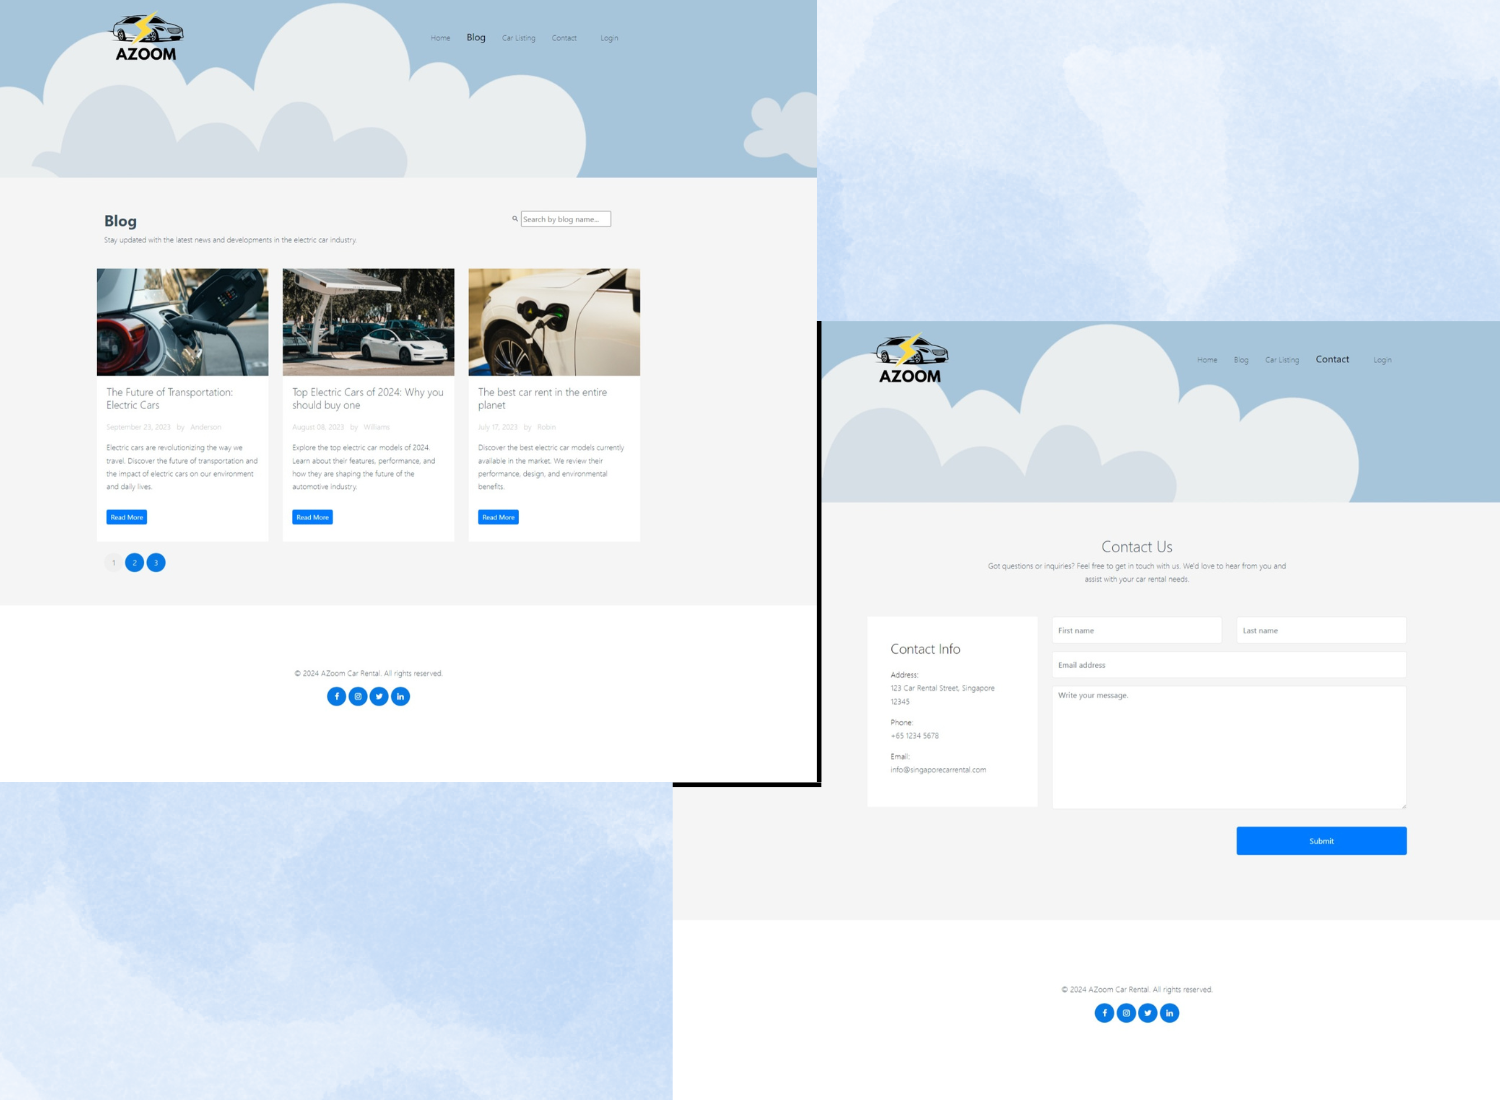 AZOOM
Home Blog Car Listing Contact Login
Blog
Search by blog name...
Stay updated with the latest news and developments in the electric car industry.
The Future of Transportation:
Electric Cars
September 23, 2023 by Anderson
Electric cars are revolutionizing the way we
travel. Discover the future of transportation and
the impact of electric cars on our environment
and daily lives.
Read More
Top Electric Cars of 2024: Why you
should buy one
August 08, 2023 by Williams
Explore the top electric car models of 2024.
Learn about their features, performance, and
how they are shaping the future of the
automotive industry.
Read More
The best car rent in the entire
planet
July 17, 2023 by Robin
Discover the best electric car models currently
available in the market. We review their
performance, design, and environmental
benefits.
Read More
1 2 3
© 2024 AZoom Car Rental. All rights reserved.
AZOOM
Home Blog Car Listing Contact Login
Contact Us
Got questions or inquiries? Feel free to get in touch with us. We'd love to hear from you and
assist with your car rental needs.
Contact Info
Address:
123 Car Rental Street, Singapore
12345
Phone:
+65 1234 5678
Email:
info@singaporecarrental.com
First name
Last name
Email address
Write your message.
Submit
© 2024 AZoom Car Rental. All rights reserved.